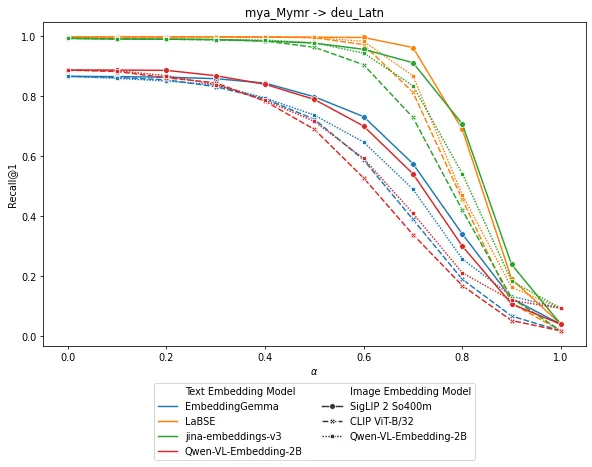 mya_Mymr -> deu_Latn
Recall@1
1.0
0.8
0.6
0.4
0.2
0.0
0.0 0.2 0.4 0.6 0.8 1.0
α
Text Embedding Model
EmbeddingGemma
LaBSE
jina-embeddings-v3
Qwen-VL-Embedding-2B
Image Embedding Model
SigLIP 2 So400m
CLIP ViT-B/32
Qwen-VL-Embedding-2B